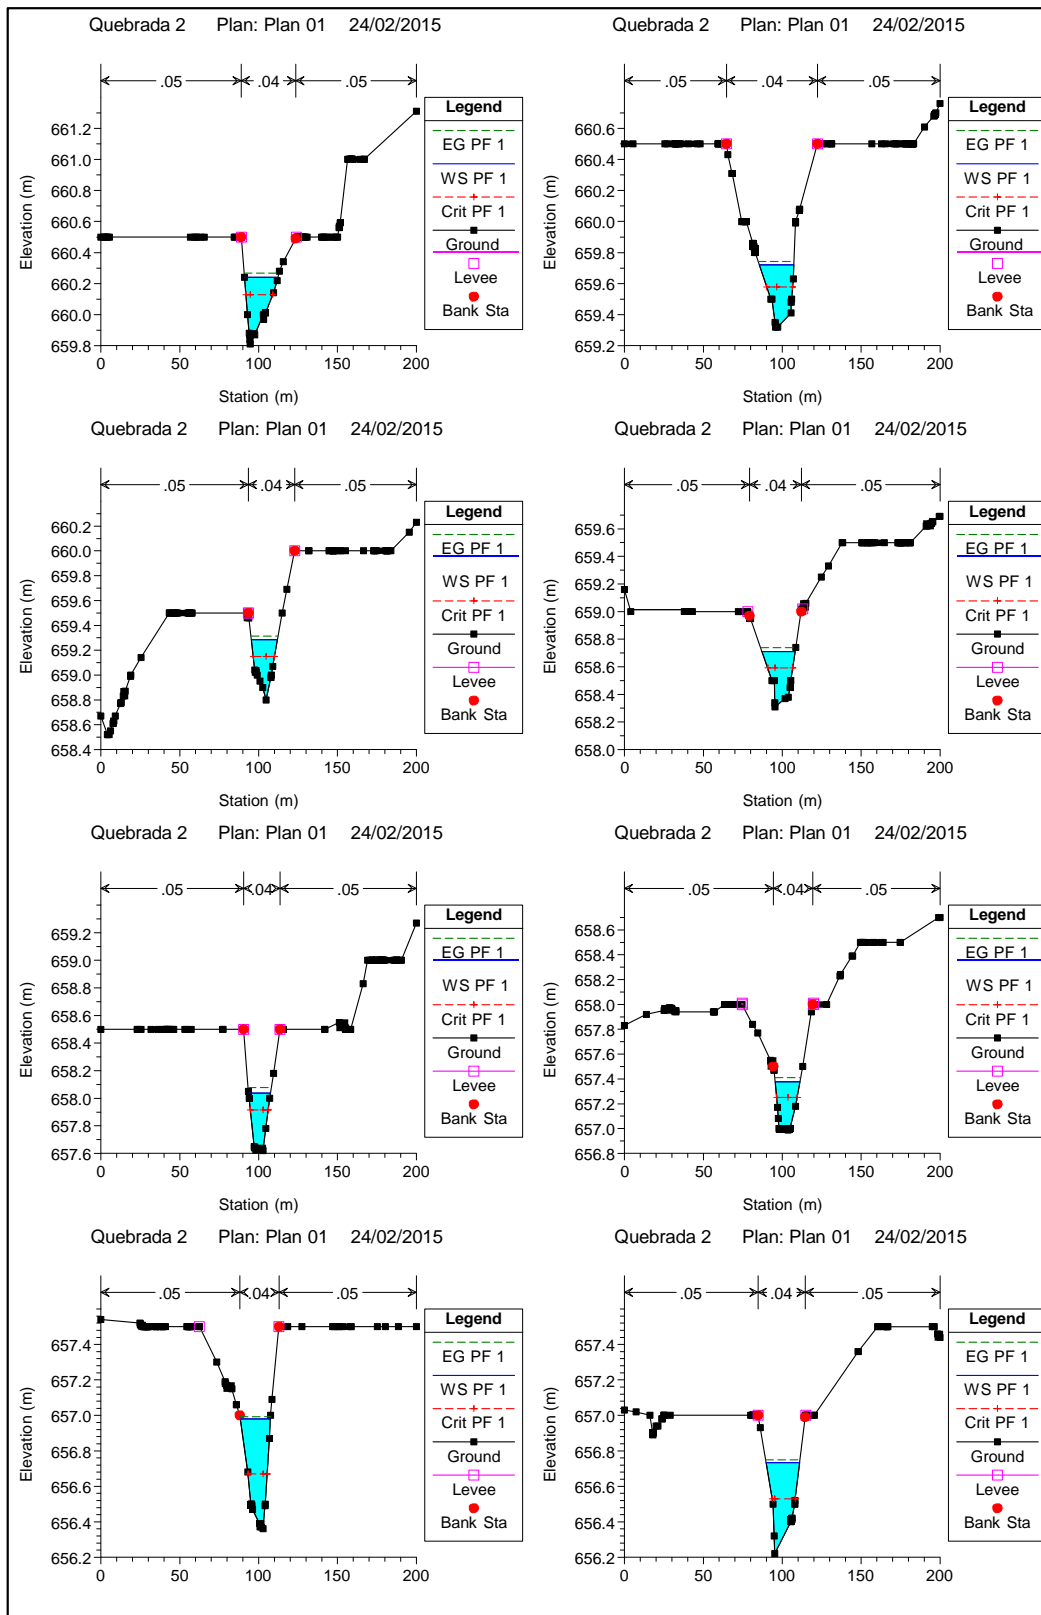 Quebrada 2 Plan: Plan 01 24/02/2015
.05 .04 .05
Elevation (m)
661.2
661.0
660.8
660.6
660.4
660.2
660.0
659.8
0 50 100 150 200
Station (m)
Legend
EG PF 1
WS PF 1
Crit PF 1
Ground
Levee
Bank Sta
Quebrada 2 Plan: Plan 01 24/02/2015
.05 .04 .05
Elevation (m)
660.6
660.4
660.2
660.0
659.8
659.6
659.4
659.2
0 50 100 150 200
Station (m)
Legend
EG PF 1
WS PF 1
Crit PF 1
Ground
Levee
Bank Sta
Quebrada 2 Plan: Plan 01 24/02/2015
.05 .04 .05
Elevation (m)
660.2
660.0
659.8
659.6
659.4
659.2
659.0
658.8
658.6
658.4
0 50 100 150 200
Station (m)
Legend
EG PF 1
WS PF 1
Crit PF 1
Ground
Levee
Bank Sta
Quebrada 2 Plan: Plan 01 24/02/2015
.05 .04 .05
Elevation (m)
659.6
659.4
659.2
659.0
658.8
658.6
658.4
658.2
658.0
0 50 100 150 200
Station (m)
Legend
EG PF 1
WS PF 1
Crit PF 1
Ground
Levee
Bank Sta
Quebrada 2 Plan: Plan 01 24/02/2015
.05 .04 .05
Elevation (m)
659.2
659.0
658.8
658.6
658.4
658.2
658.0
657.8
657.6
0 50 100 150 200
Station (m)
Legend
EG PF 1
WS PF 1
Crit PF 1
Ground
Levee
Bank Sta
Quebrada 2 Plan: Plan 01 24/02/2015
.05 .04 .05
Elevation (m)
658.6
658.4
658.2
658.0
657.8
657.6
657.4
657.2
657.0
656.8
0 50 100 150 200
Station (m)
Legend
EG PF 1
WS PF 1
Crit PF 1
Ground
Levee
Bank Sta
Quebrada 2 Plan: Plan 01 24/02/2015
.05 .04 .05
Elevation (m)
657.4
657.2
657.0
656.8
656.6
656.4
656.2
0 50 100 150 200
Station (m)
Legend
EG PF 1
WS PF 1
Crit PF 1
Ground
Levee
Bank Sta
Quebrada 2 Plan: Plan 01 24/02/2015
.05 .04 .05
Elevation (m)
657.4
657.2
657.0
656.8
656.6
656.4
656.2
0 50 100 150 200
Station (m)
Legend
EG PF 1
WS PF 1
Crit PF 1
Ground
Levee
Bank Sta